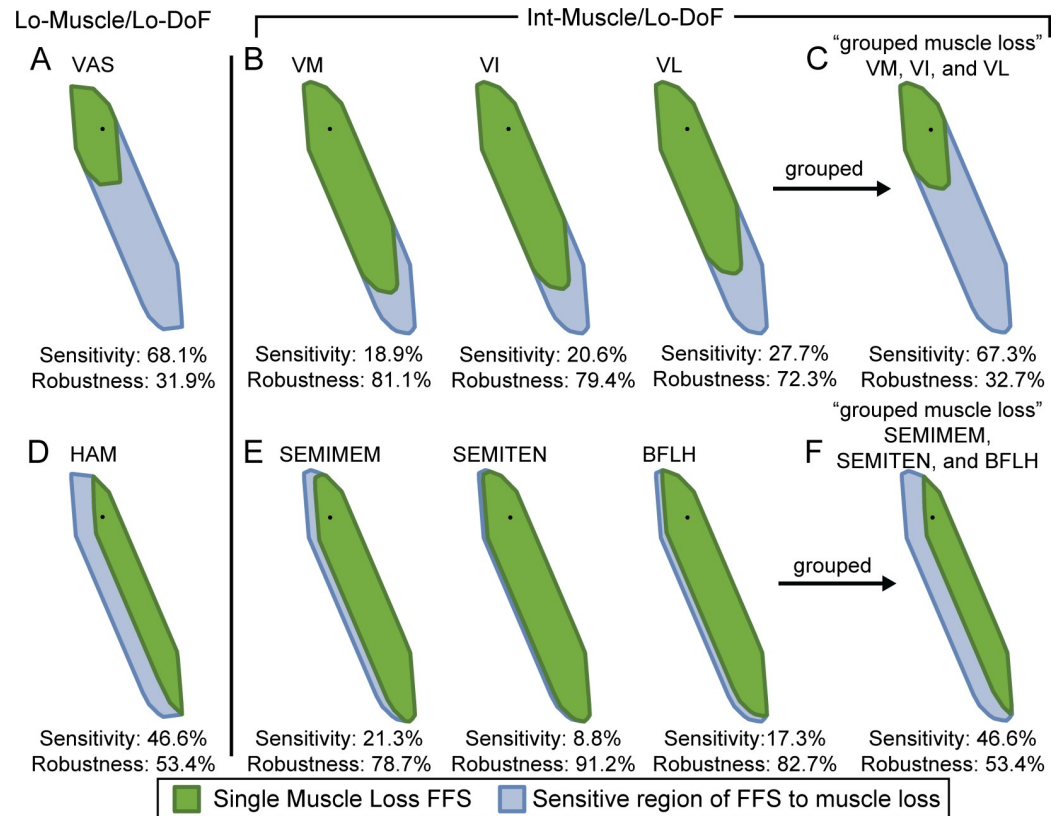 Lo-Muscle/Lo-DoF
Int-Muscle/Lo-DoF
A
VAS
B
VM
VI
VL
C
“grouped muscle loss”
VM, VI, and VL
grouped
Sensitivity: 68.1%
Robustness: 31.9%
Sensitivity: 18.9%
Robustness: 81.1%
Sensitivity: 20.6%
Robustness: 79.4%
Sensitivity: 27.7%
Robustness: 72.3%
Sensitivity: 67.3%
Robustness: 32.7%
D
HAM
E
SEMIMEM
SEMITEN
BFLH
F
“grouped muscle loss”
SEMIMEM,
SEMITEN, and BFLH
grouped
Sensitivity: 46.6%
Robustness: 53.4%
Sensitivity: 21.3%
Robustness: 78.7%
Sensitivity: 8.8%
Robustness: 91.2%
Sensitivity:17.3%
Robustness: 82.7%
Sensitivity: 46.6%
Robustness: 53.4%
Single Muscle Loss FFS
Sensitive region of FFS to muscle loss